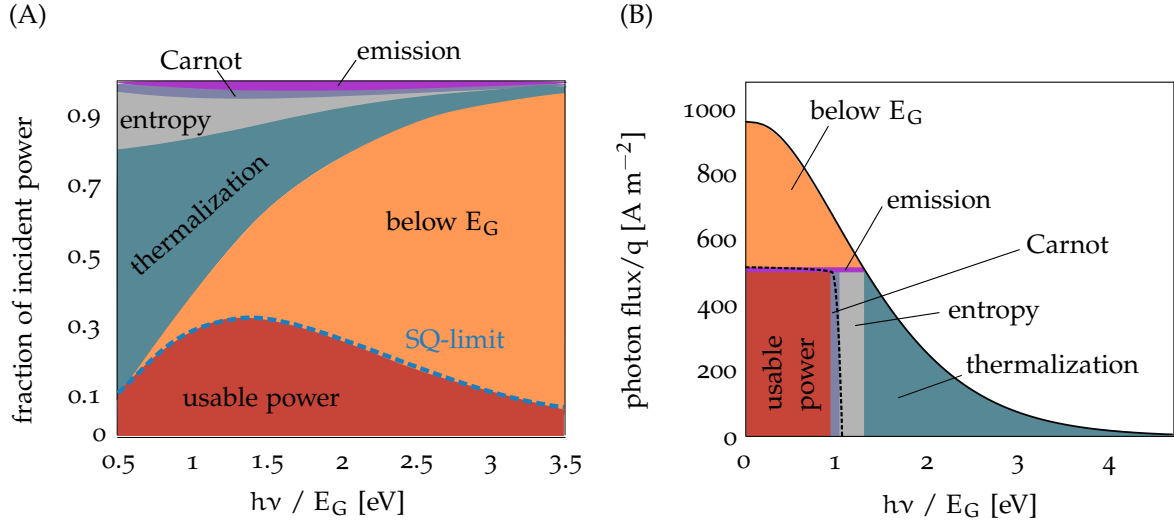 (A)
Carnot
emission
entropy
thermalization
below E_G
SQ-limit
usable power
fraction of incident power
0.9
0.7
0.5
0.3
0.1
0
0.5
1
1.5
2
2.5
3
3.5
hν / E_G [eV]
(B)
below E_G
emission
Carnot
entropy
thermalization
usable
power
photon flux/q [A m⁻²]
1000
800
600
400
200
0
0
1
2
3
4
hν / E_G [eV]